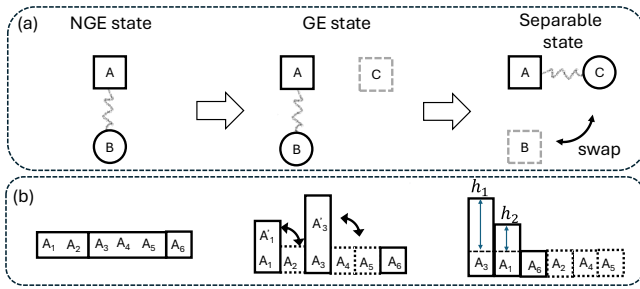 (a)
NGE state
GE state
Separable
state
A
B
A
C
B
A
C
B
swap
(b)
A₁ A₂ A₃ A₄ A₅ A₆
A′₁
A′₃
A₁ A₂ A₃ A₄ A₅ A₆
h₁
h₂
A₃ A₁ A₆ A₂ A₄ A₅